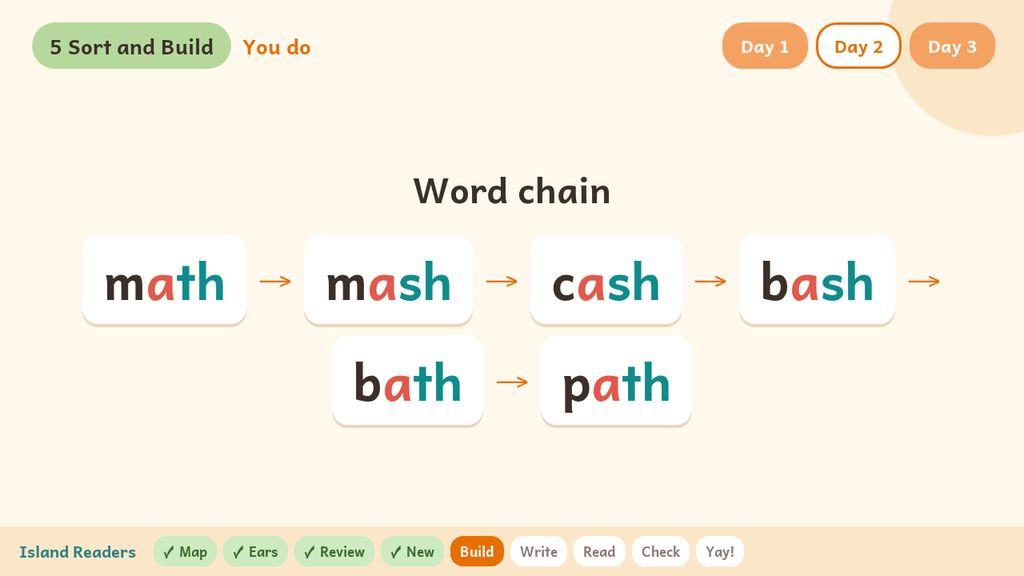 5 Sort and Build You do Day 1 Day 2 Day 3
Word chain
math → mash → cash → bash →
bath → path
Island Readers ✓ Map ✓ Ears ✓ Review ✓ New Build Write Read Check Yay!